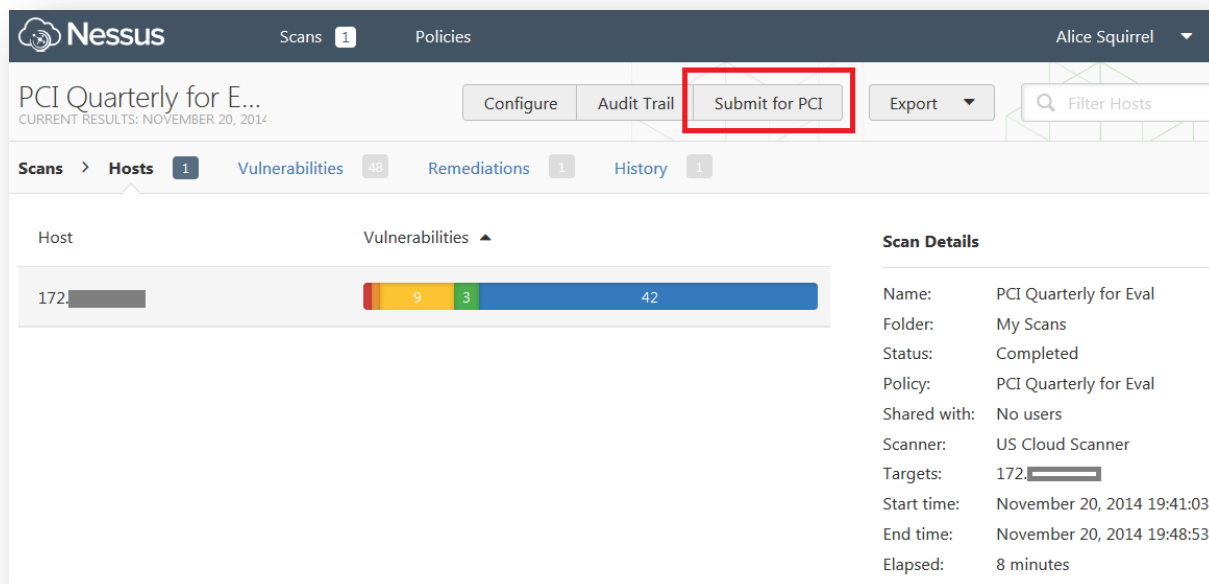 Nessus Scans 1 Policies Alice Squirrel
PCI Quarterly for E...
CURRENT RESULTS: NOVEMBER 20, 2014
Configure Audit Trail Submit for PCI Export Filter Hosts
Scans > Hosts 1 Vulnerabilities 48 Remediations 1 History 1
Host Vulnerabilities
172.
9 3 42
Scan Details
Name: PCI Quarterly for Eval
Folder: My Scans
Status: Completed
Policy: PCI Quarterly for Eval
Shared with: No users
Scanner: US Cloud Scanner
Targets: 172.
Start time: November 20, 2014 19:41:03
End time: November 20, 2014 19:48:53
Elapsed: 8 minutes